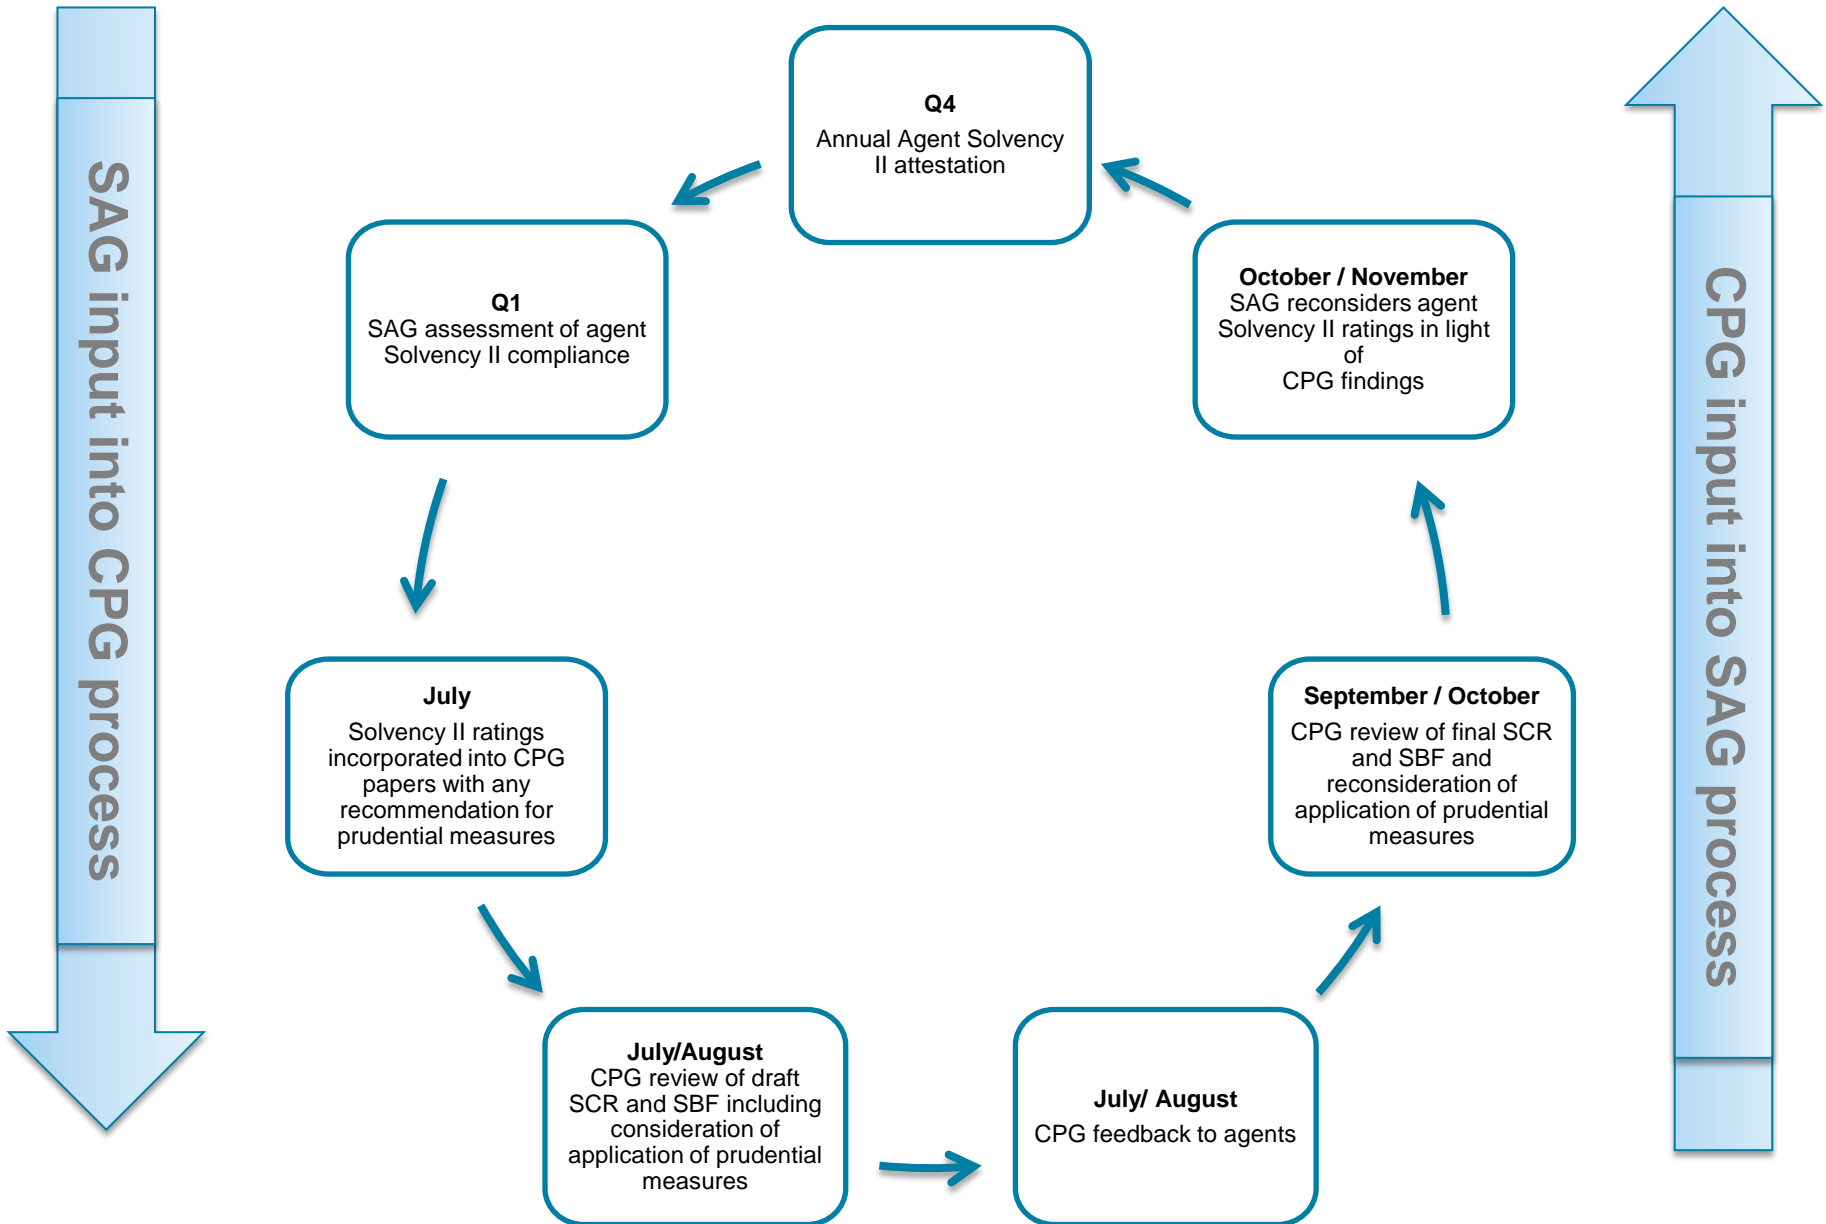 SAG input into CPG process
Q4
Annual Agent Solvency
II attestation
Q1
SAG assessment of agent
Solvency II compliance
July
Solvency II ratings
incorporated into CPG
papers with any
recommendation for
prudential measures
July/August
CPG review of draft
SCR and SBF including
consideration of
application of prudential
measures
July/ August
CPG feedback to agents
September / October
CPG review of final SCR
and SBF and
reconsideration of
application of prudential
measures
October / November
SAG reconsiders agent
Solvency II ratings in light
of
CPG findings
CPG input into SAG process